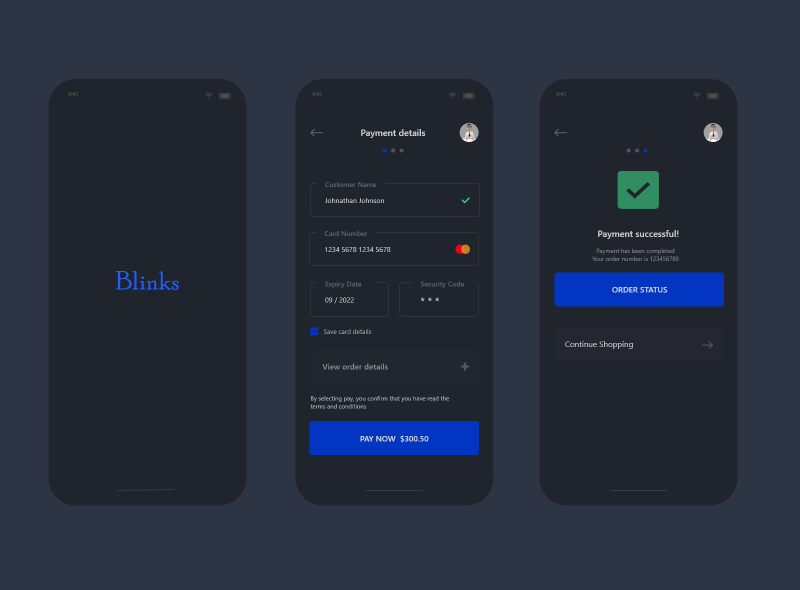 9:41
Blinks
9:41
Payment details
Customer Name
Johnathan Johnson
Card Number
1234 5678 1234 5678
Expiry Date
09 / 2022
Security Code
* * *
Save card details
View order details
By selecting pay, you confirm that you have read the
terms and conditions
PAY NOW $300.50
9:41
Payment successful!
Payment has been completed
Your order number is 123456789
ORDER STATUS
Continue Shopping